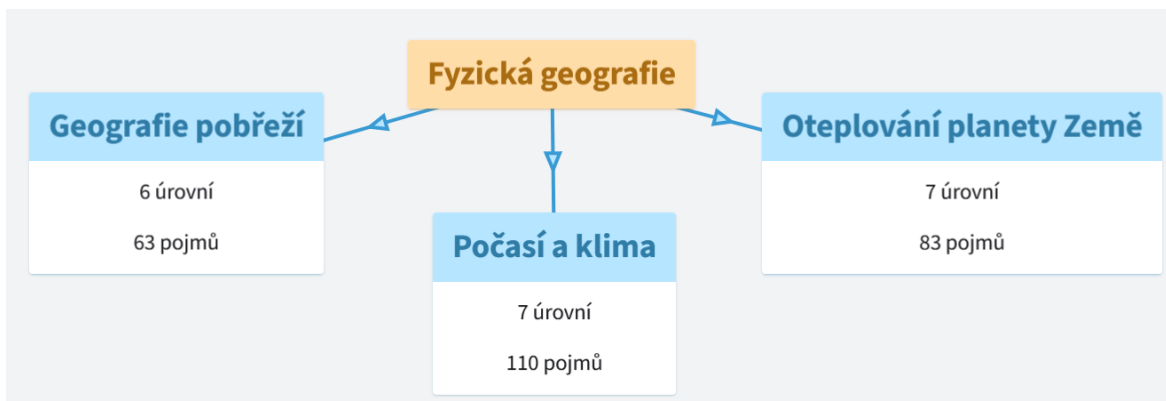 Fyzická geografie
Geografie pobřeží
6 úrovní
63 pojmů
Počasí a klima
7 úrovní
110 pojmů
Oteplování planety Země
7 úrovní
83 pojmů